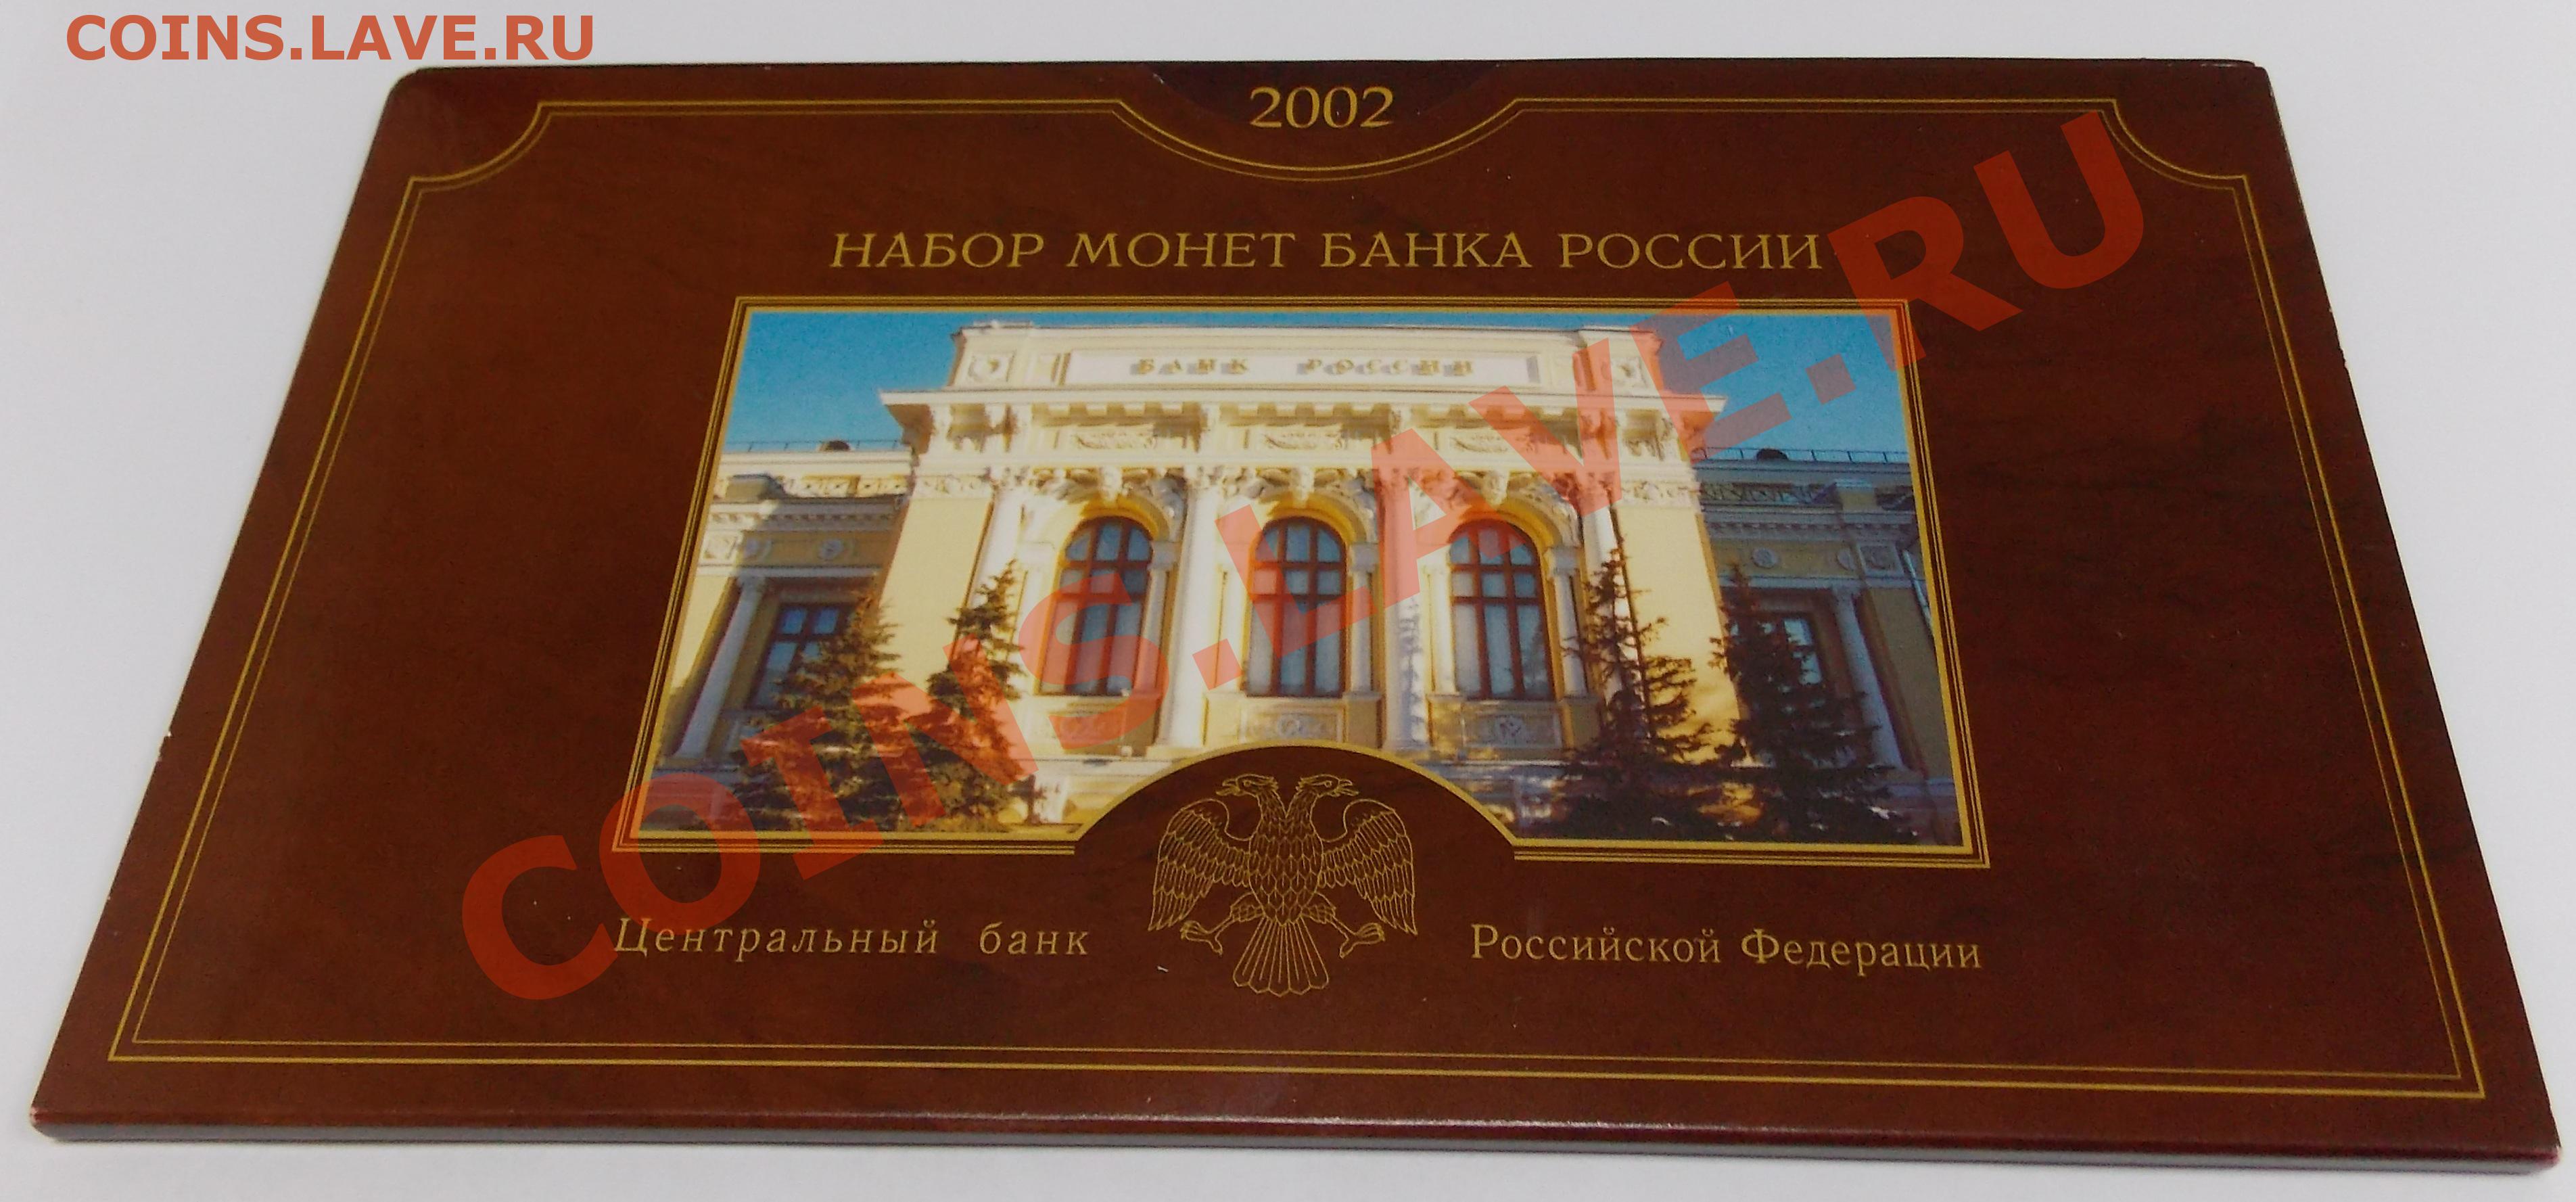 COINS.LAVE.RU
2002
НАБОР МОНЕТ БАНКА РОССИИ
БАНК РОССИИ
COINS.LAVE.RU
Центральный банк Российской Федерации